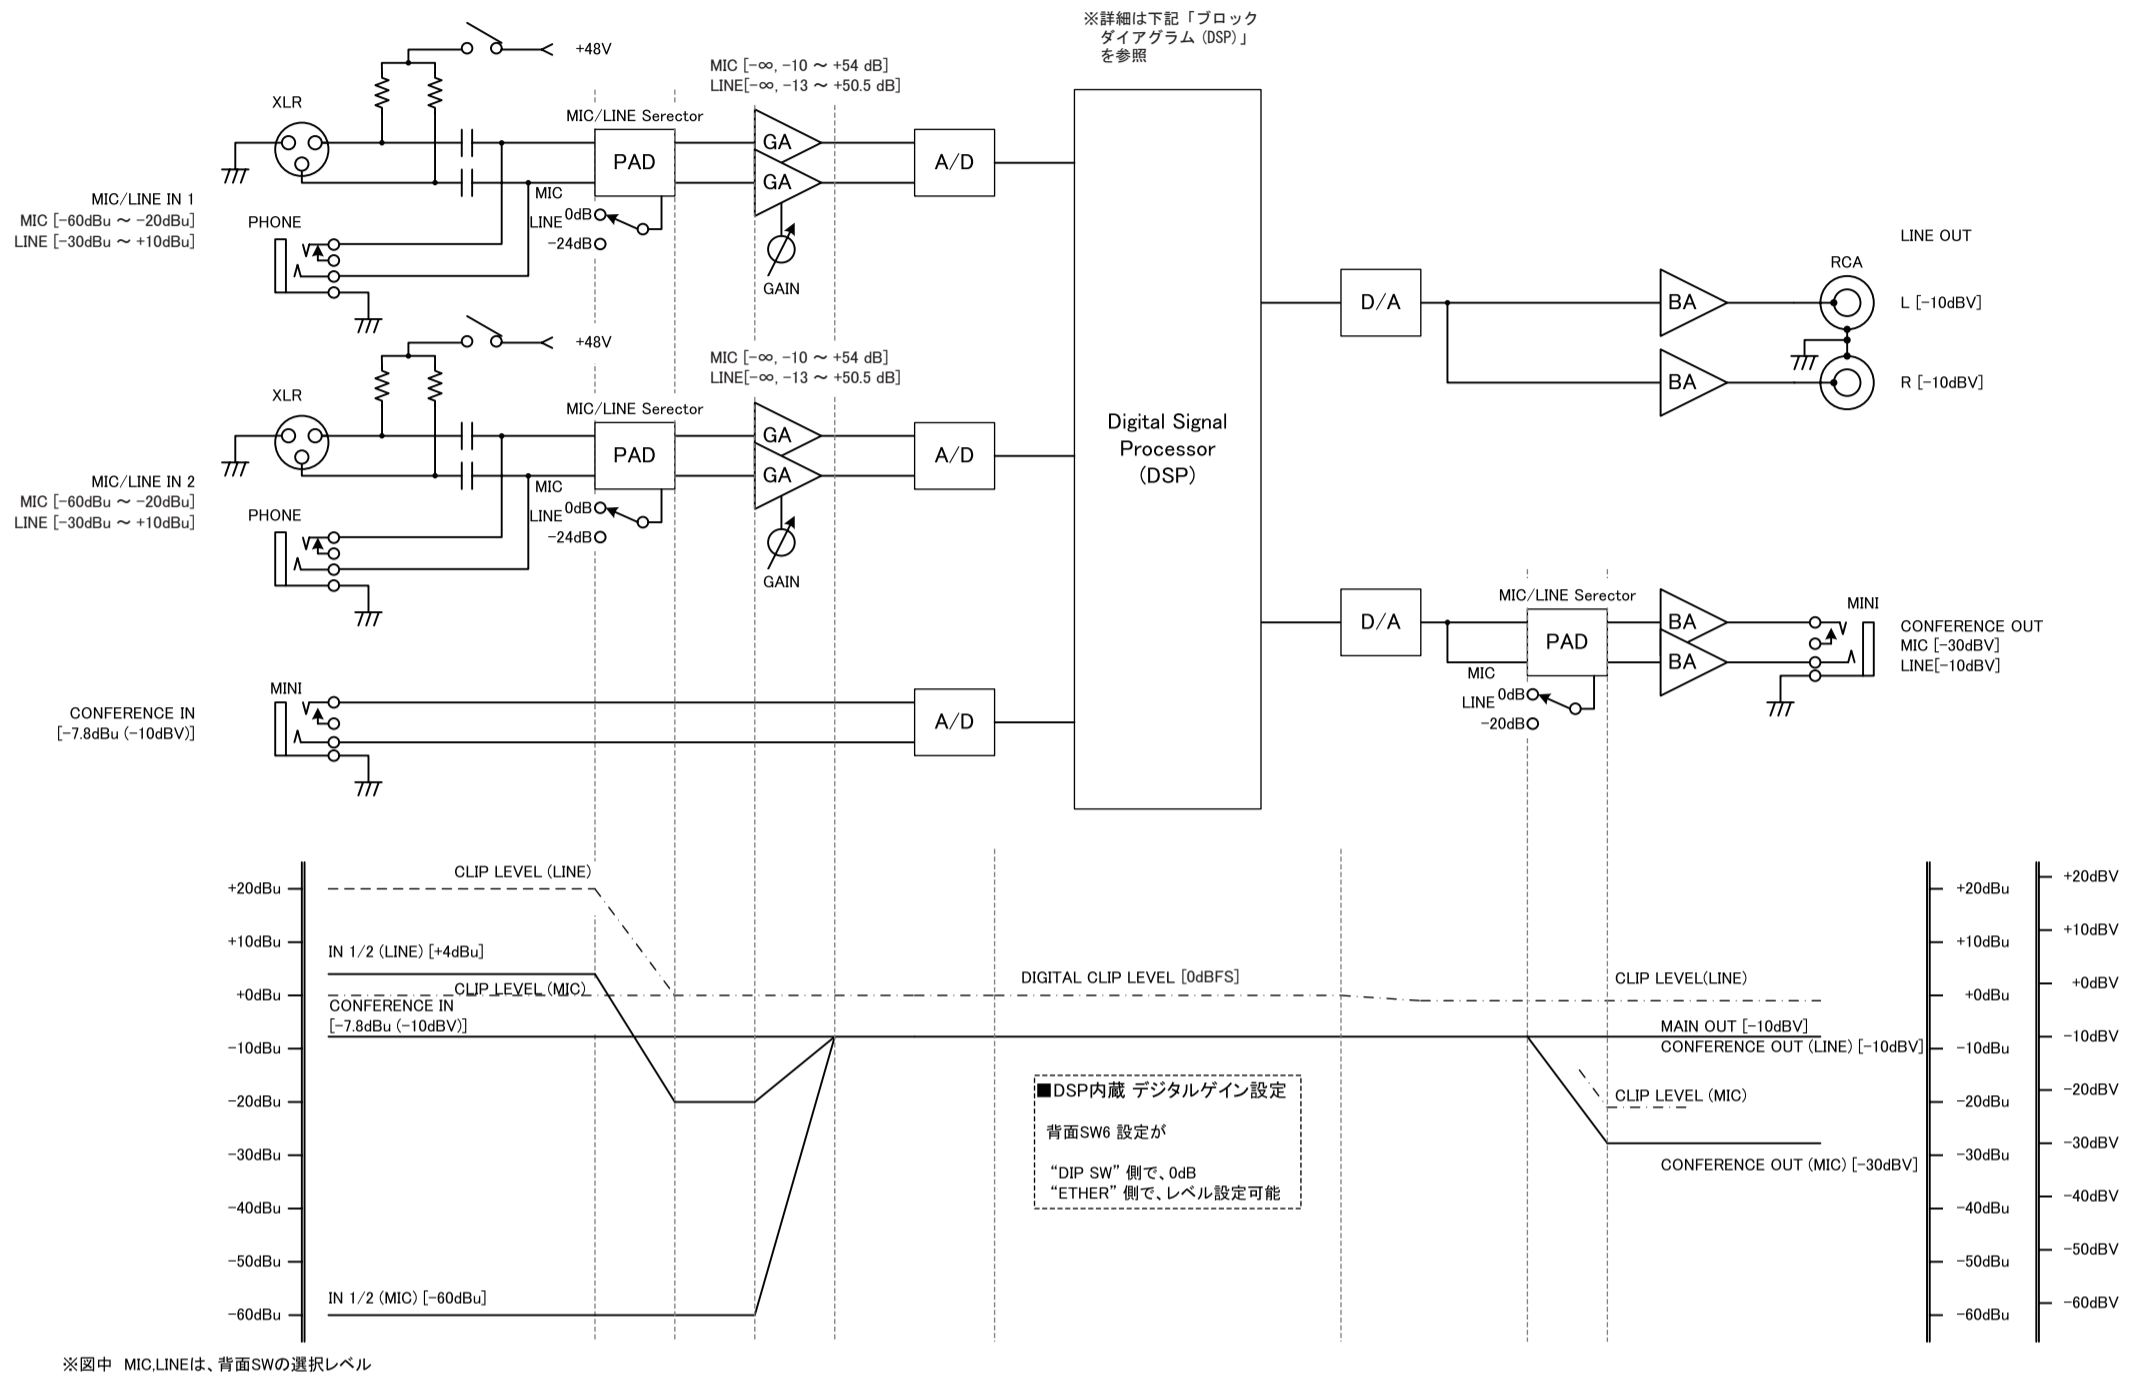 ※詳細は下記「ブロック
ダイアグラム (DSP)」
を参照
+48V
MIC [-∞, -10 ～ +54 dB]
LINE[-∞, -13 ～ +50.5 dB]
XLR
MIC/LINE Serector
PAD
GA
GA
A/D
MIC/LINE IN 1
MIC [-60dBu ～ -20dBu]
LINE [-30dBu ～ +10dBu]
PHONE
MIC
0dB
LINE
-24dB
GAIN
+48V
MIC [-∞, -10 ～ +54 dB]
LINE[-∞, -13 ～ +50.5 dB]
XLR
MIC/LINE Serector
PAD
GA
GA
A/D
MIC/LINE IN 2
MIC [-60dBu ～ -20dBu]
LINE [-30dBu ～ +10dBu]
PHONE
MIC
0dB
LINE
-24dB
GAIN
MINI
CONFERENCE IN
[-7.8dBu (-10dBV)]
A/D
Digital Signal
Processor
(DSP)
LINE OUT
RCA
D/A
BA
L [-10dBV]
BA
R [-10dBV]
MIC/LINE Serector
D/A
PAD
BA
BA
MINI
CONFERENCE OUT
MIC [-30dBV]
LINE[-10dBV]
MIC
0dB
LINE
-20dB
+20dBu
+10dBu
+0dBu
-10dBu
-20dBu
-30dBu
-40dBu
-50dBu
-60dBu
CLIP LEVEL (LINE)
IN 1/2 (LINE) [+4dBu]
CLIP LEVEL (MIC)
CONFERENCE IN
[-7.8dBu (-10dBV)]
IN 1/2 (MIC) [-60dBu]
DIGITAL CLIP LEVEL [0dBFS]
■DSP内蔵 デジタルゲイン設定
背面SW6 設定が
“DIP SW” 側で、0dB
“ETHER” 側で、レベル設定可能
CLIP LEVEL(LINE)
MAIN OUT [-10dBV]
CONFERENCE OUT (LINE) [-10dBV]
CLIP LEVEL (MIC)
CONFERENCE OUT (MIC) [-30dBV]
+20dBu
+10dBu
+0dBu
-10dBu
-20dBu
-30dBu
-40dBu
-50dBu
-60dBu
+20dBV
+10dBV
+0dBV
-10dBV
-20dBV
-30dBV
-40dBV
-50dBV
-60dBV
※図中 MIC,LINEは、背面SWの選択レベル